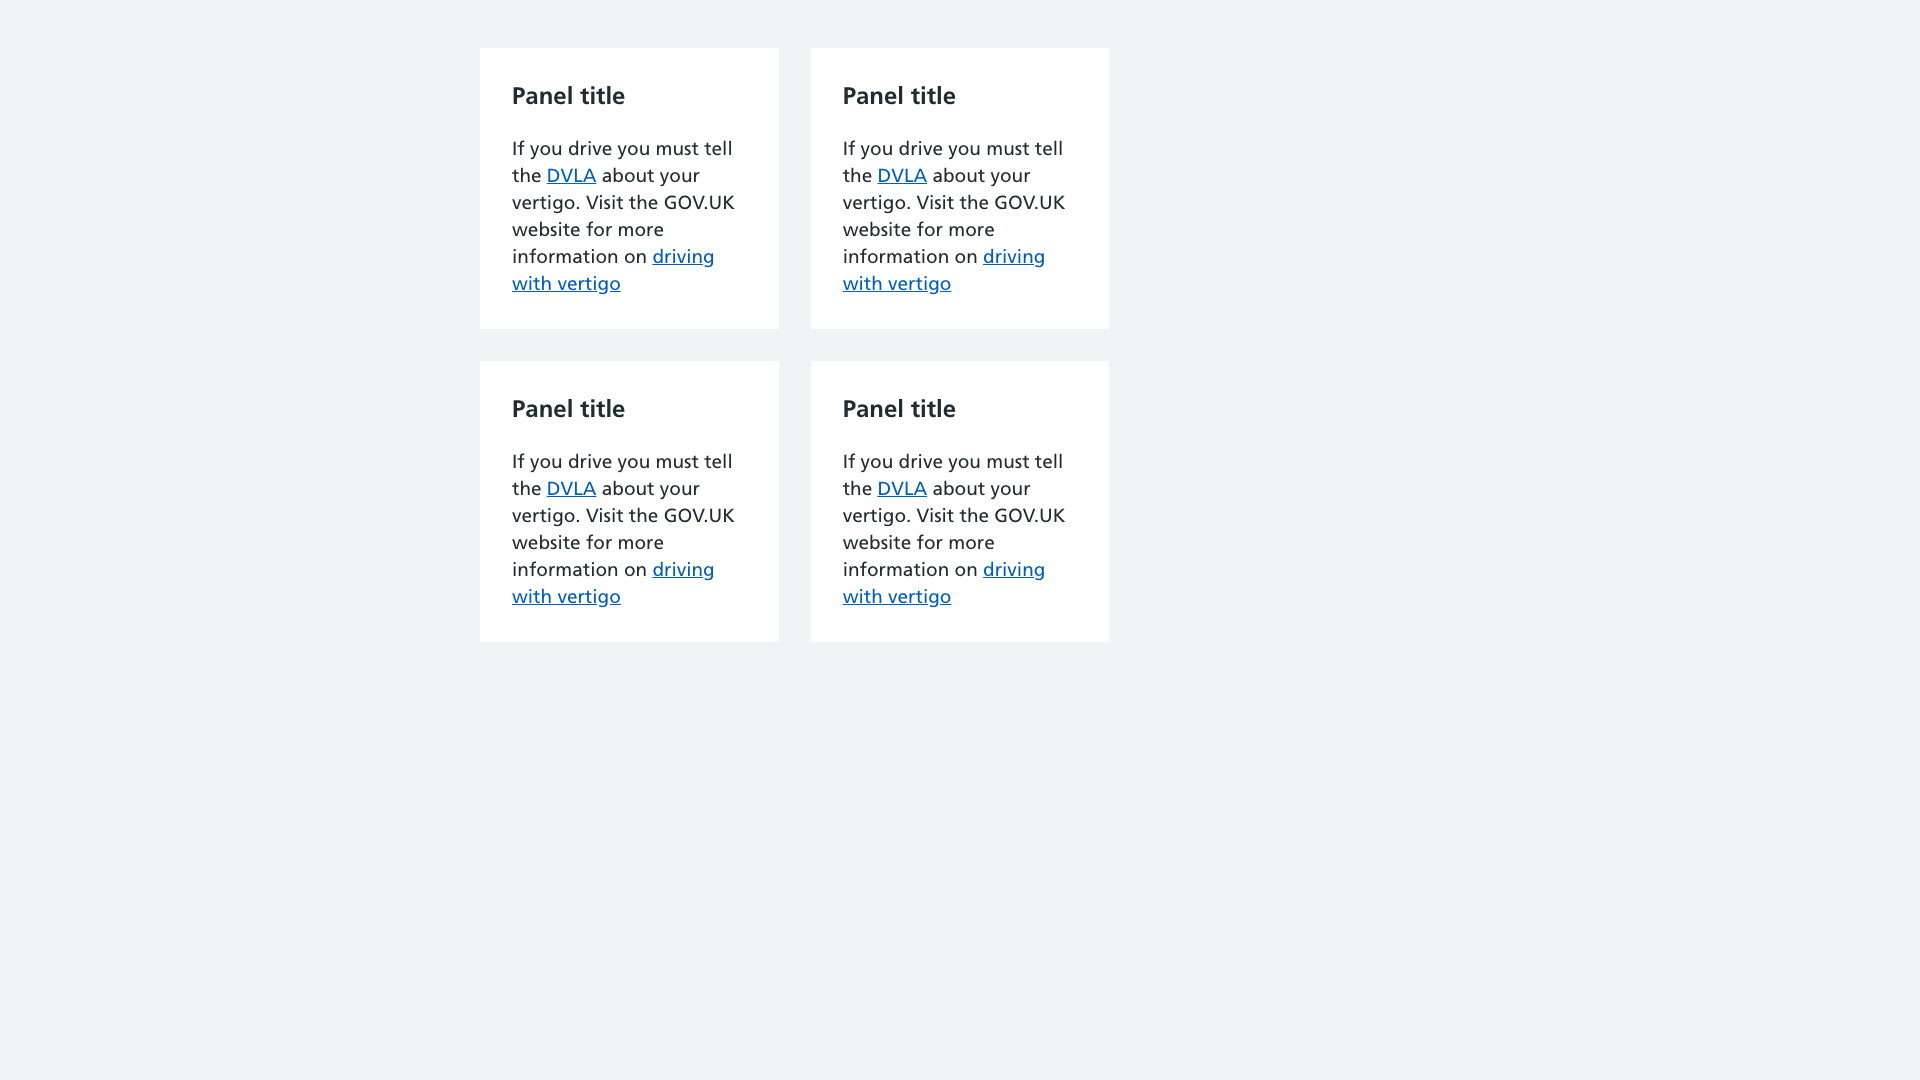 Panel title
If you drive you must tell
the DVLA about your
vertigo. Visit the GOV.UK
website for more
information on driving
with vertigo
Panel title
If you drive you must tell
the DVLA about your
vertigo. Visit the GOV.UK
website for more
information on driving
with vertigo
Panel title
If you drive you must tell
the DVLA about your
vertigo. Visit the GOV.UK
website for more
information on driving
with vertigo
Panel title
If you drive you must tell
the DVLA about your
vertigo. Visit the GOV.UK
website for more
information on driving
with vertigo